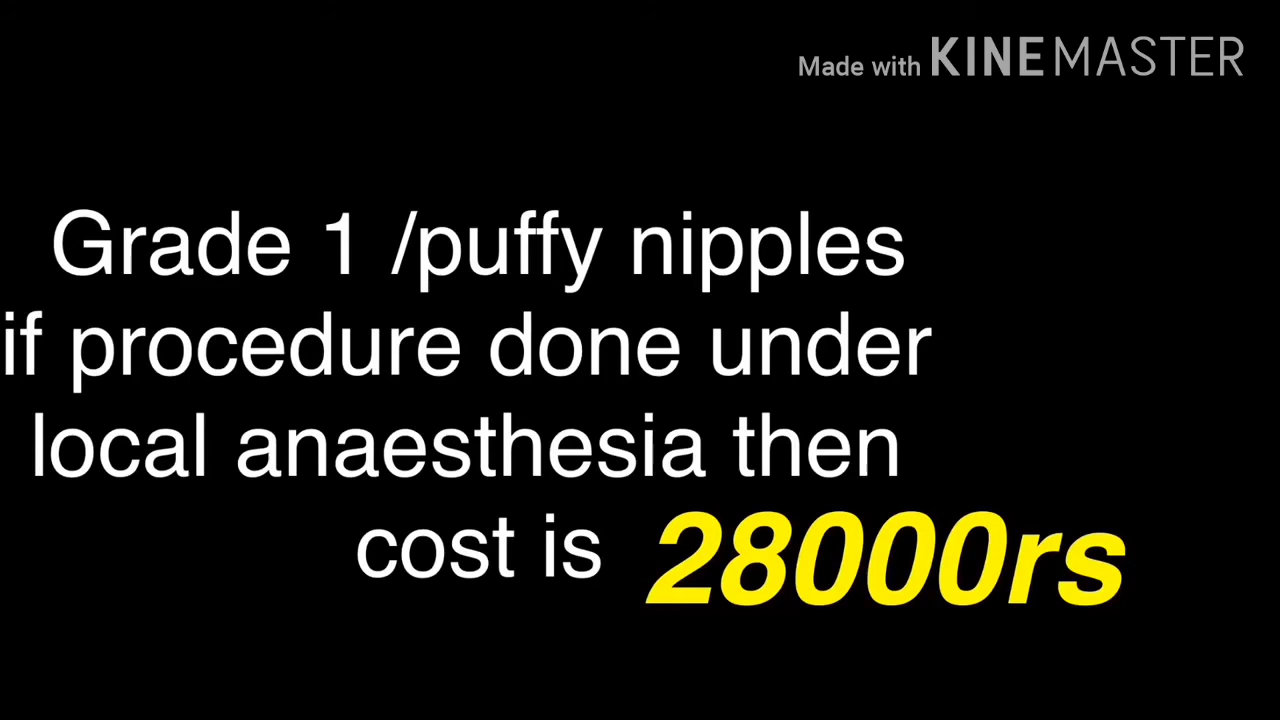 Made with KINEMASTER
Grade 1 /puffy nipples
if procedure done under
local anaesthesia then
cost is 28000rs